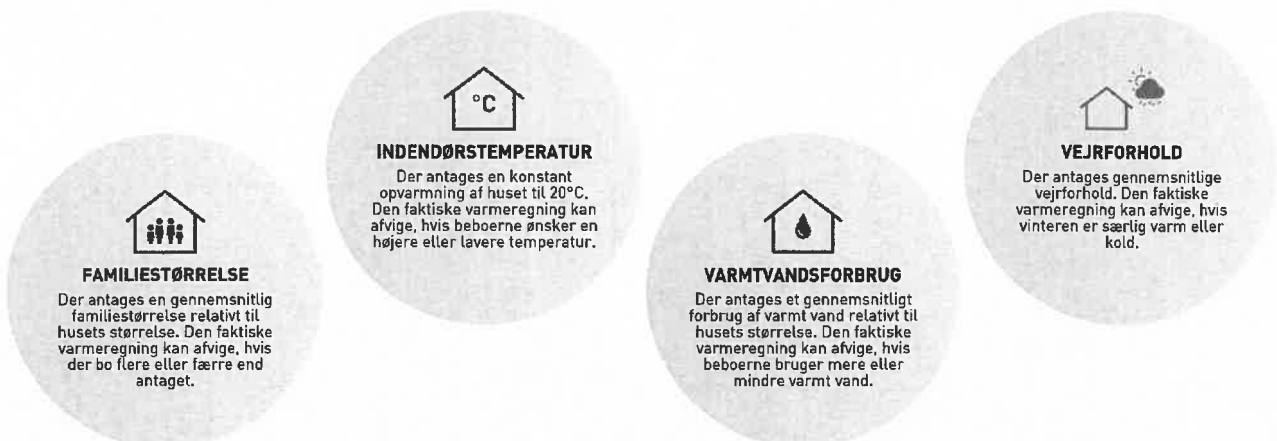 FAMILIESTØRRELSE
Der antages en gennemsnitlig
familiestørrelse relativt til
husets størrelse. Den faktiske
varmeregning kan afvige, hvis
der bo flere eller færre end
antaget.
°C
INDENDØRSTEMPERATUR
Der antages en konstant
opvarmning af huset til 20°C.
Den faktiske varmeregning kan
afvige, hvis beboerne ønsker en
højere eller lavere temperatur.
VARMTVANDSFORBRUG
Der antages et gennemsnitligt
forbrug af varmt vand relativt til
husets størrelse. Den faktiske
varmeregning kan afvige, hvis
beboerne bruger mere eller
mindre varmt vand.
VEJRFORHOLD
Der antages gennemsnitlige
vejrforhold. Den faktiske
varmeregning kan afvige, hvis
vinteren er særlig varm eller
kold.